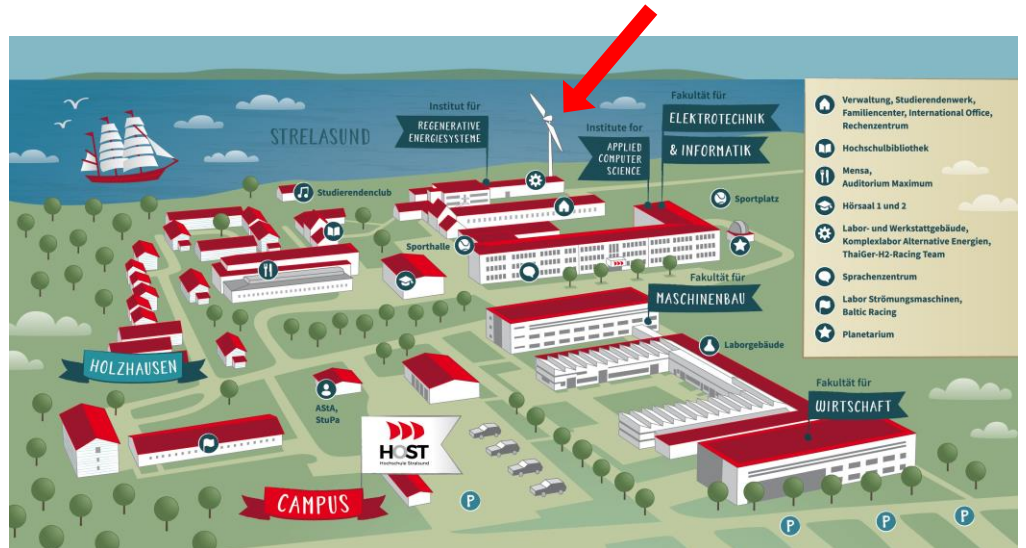 STRELASUND
Institut für
REGENERATIVE
ENERGIESYSTEME
Institute for
APPLIED
COMPUTER
SCIENCE
Fakultät für
ELEKTROTECHNIK
& INFORMATIK
Studierendenclub
Sporthalle
Sportplatz
Fakultät für
MASCHINENBAU
Laborgebäude
HOLZHAUSEN
AStA,
StuPa
Fakultät für
WIRTSCHAFT
HOST
Hochschule Stralsund
CAMPUS
P
P
P
P
Verwaltung, Studierendenwerk,
Familiencenter, International Office,
Rechenzentrum
Hochschulbibliothek
Mensa,
Auditorium Maximum
Hörsaal 1 und 2
Labor- und Werkstattgebäude,
Komplexlabor Alternative Energien,
ThaiGer-H2-Racing Team
Sprachenzentrum
Labor Strömungsmaschinen,
Baltic Racing
Planetarium